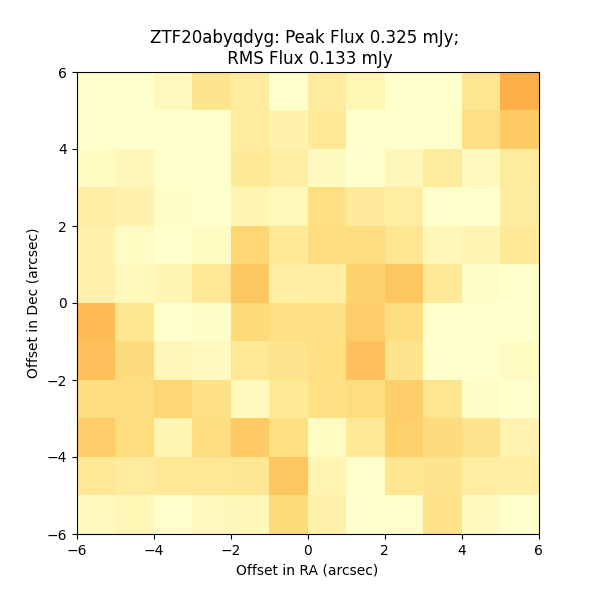 ZTF20abyqdyg: Peak Flux 0.325 mJy;
RMS Flux 0.133 mJy
6
4
2
0
−2
−4
−6
Offset in Dec (arcsec)
−6 −4 −2 0 2 4 6
Offset in RA (arcsec)